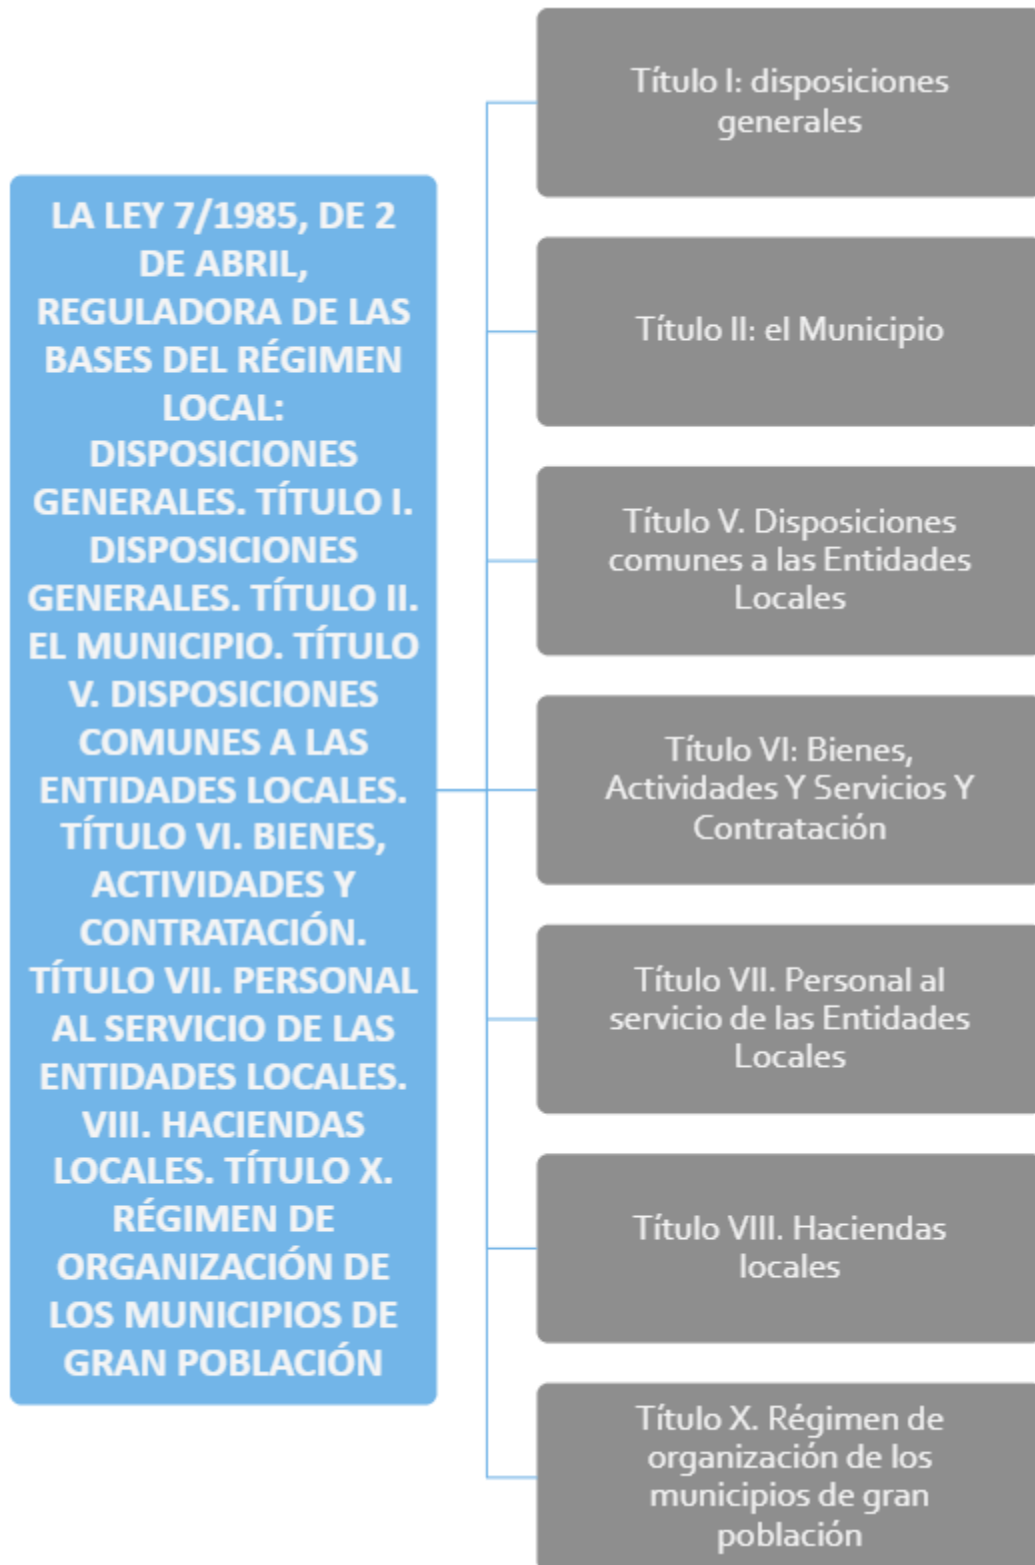 LA LEY 7/1985, DE 2
DE ABRIL,
REGULADORA DE LAS
BASES DEL RÉGIMEN
LOCAL:
DISPOSICIONES
GENERALES. TÍTULO I.
DISPOSICIONES
GENERALES. TÍTULO II.
EL MUNICIPIO. TÍTULO
V. DISPOSICIONES
COMUNES A LAS
ENTIDADES LOCALES.
TÍTULO VI. BIENES,
ACTIVIDADES Y
CONTRATACIÓN.
TÍTULO VII. PERSONAL
AL SERVICIO DE LAS
ENTIDADES LOCALES.
VIII. HACIENDAS
LOCALES. TÍTULO X.
RÉGIMEN DE
ORGANIZACIÓN DE
LOS MUNICIPIOS DE
GRAN POBLACIÓN
Título I: disposiciones
generales
Título II: el Municipio
Título V. Disposiciones
comunes a las Entidades
Locales
Título VI: Bienes,
Actividades Y Servicios Y
Contratación
Título VII. Personal al
servicio de las Entidades
Locales
Título VIII. Haciendas
locales
Título X. Régimen de
organización de los
municipios de gran
población